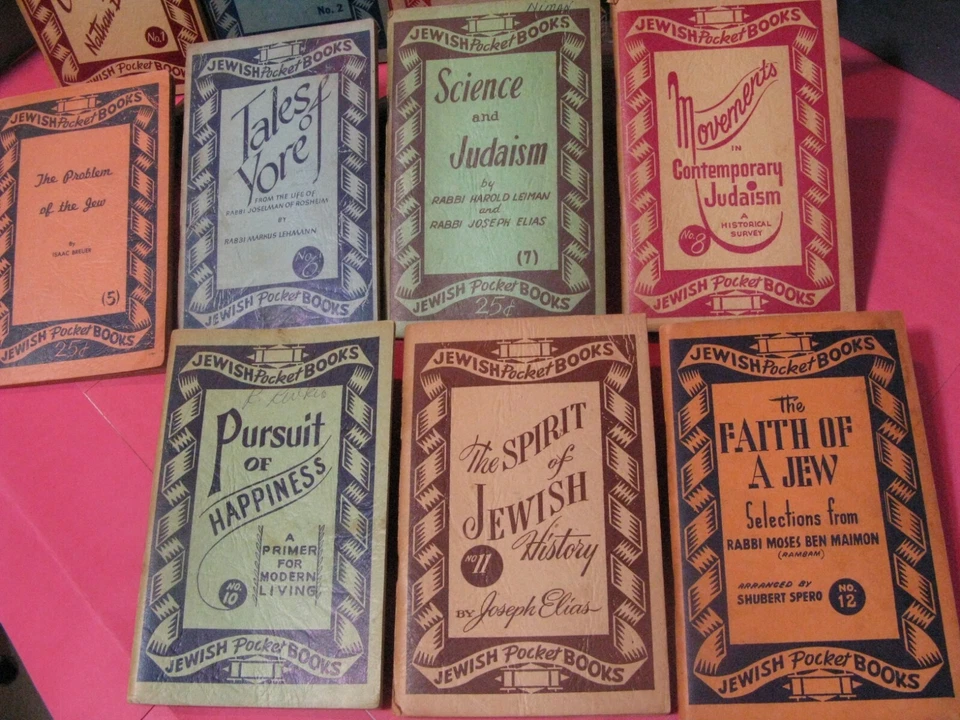 Nathan
No.1
JEWISH Pocket BOOKS
No. 2
JEWISH Pocket BOOKS
The Problem
of the Jew
By
ISAAC BREUER
(5)
JEWISH Pocket BOOKS
25¢
JEWISH Pocket BOOKS
Tales of
Yore
FROM THE LIFE OF
RABBI JOSELMAN OF ROSHEIM
BY
RABBI MARKUS LEHMANN
No. 6
JEWISH Pocket BOOKS
JEWISH Pocket BOOKS
Science
and
Judaism
by
RABBI HAROLD LEIMAN
and
RABBI JOSEPH ELIAS
(7)
JEWISH Pocket BOOKS
25¢
JEWISH Pocket BOOKS
Movements
IN
Contemporary
Judaism
A
HISTORICAL
SURVEY
No. 8
JEWISH Pocket BOOKS
JEWISH Pocket BOOKS
Pursuit
OF
HAPPINESS
A
PRIMER
FOR
MODERN
LIVING
NO.
10
JEWISH Pocket BOOKS
JEWISH Pocket BOOKS
The SPIRIT
of
JEWISH
History
NO 11
BY Joseph Elias
JEWISH Pocket BOOKS
JEWISH Pocket BOOKS
The
FAITH OF
A JEW
Selections from
RABBI MOSES BEN MAIMON
(RAMBAM)
ARRANGED BY
SHUBERT SPERO
NO.
12
JEWISH Pocket BOOKS